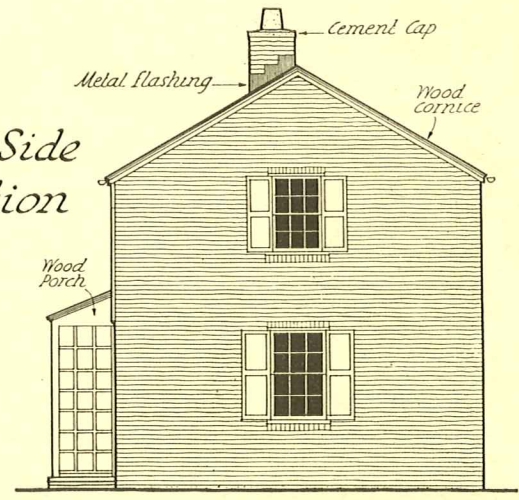 Cement Cap
Metal Flashing
Wood
Cornice
Side
tion
Wood
Porch